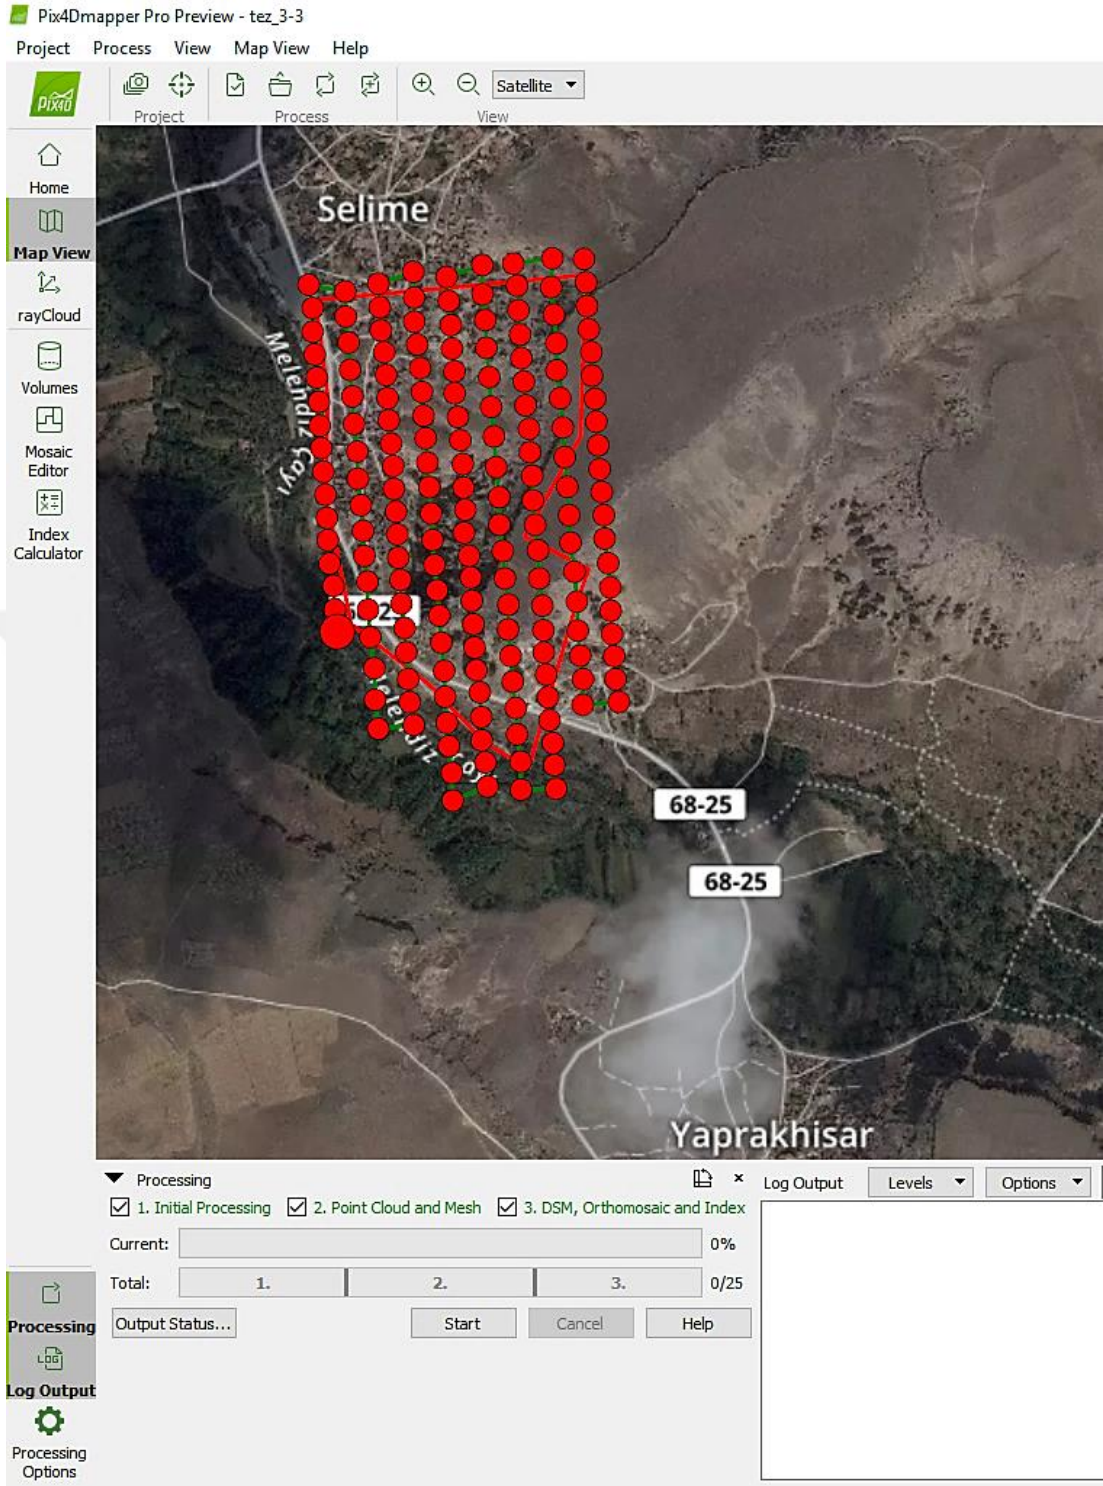 Pix4Dmapper Pro Preview - tez_3-3
Project Process View Map View Help
PIX4D
Satellite
Project Process View
Home
Map View
rayCloud
Volumes
Mosaic
Editor
Index
Calculator
Selime
Melendiz Çayı
68-25
68-25
Yaprakhisar
Processing
1. Initial Processing 2. Point Cloud and Mesh 3. DSM, Orthomosaic and Index
Current: 0%
Total: 1. 2. 3. 0/25
Output Status... Start Cancel Help
Log Output Levels Options
Processing
LOG
Log Output
Processing
Options